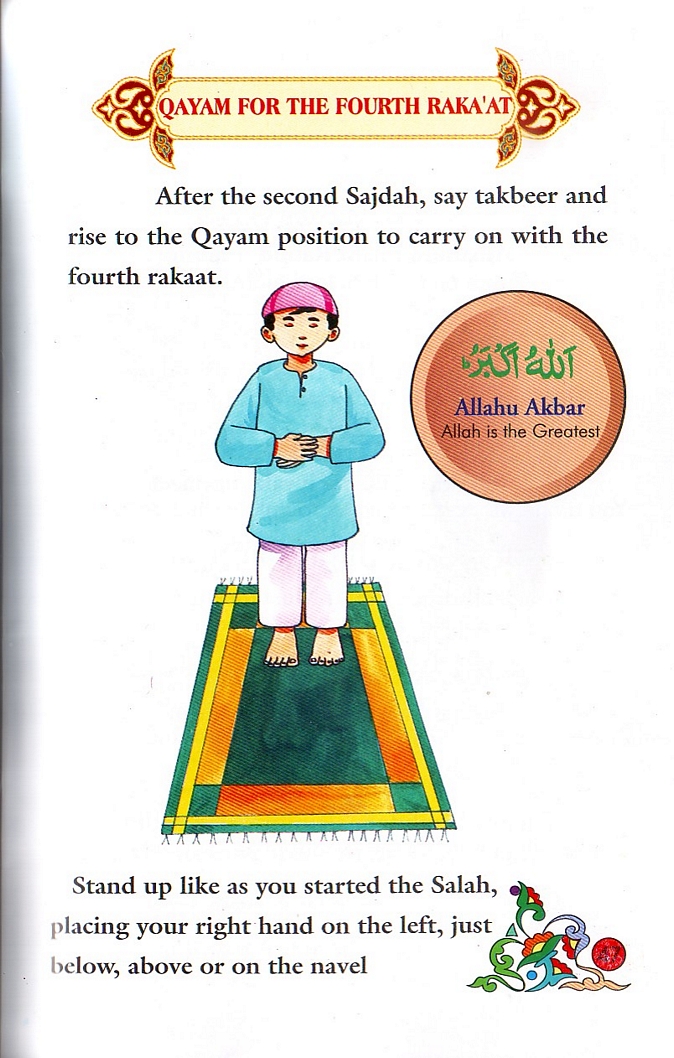 QAYAM FOR THE FOURTH RAKA'AT
After the second Sajdah, say takbeer and
rise to the Qayam position to carry on with the
fourth rakaat.
اَللّٰهُ اَكْبَرُ
Allahu Akbar
Allah is the Greatest
Stand up like as you started the Salah,
placing your right hand on the left, just
below, above or on the navel